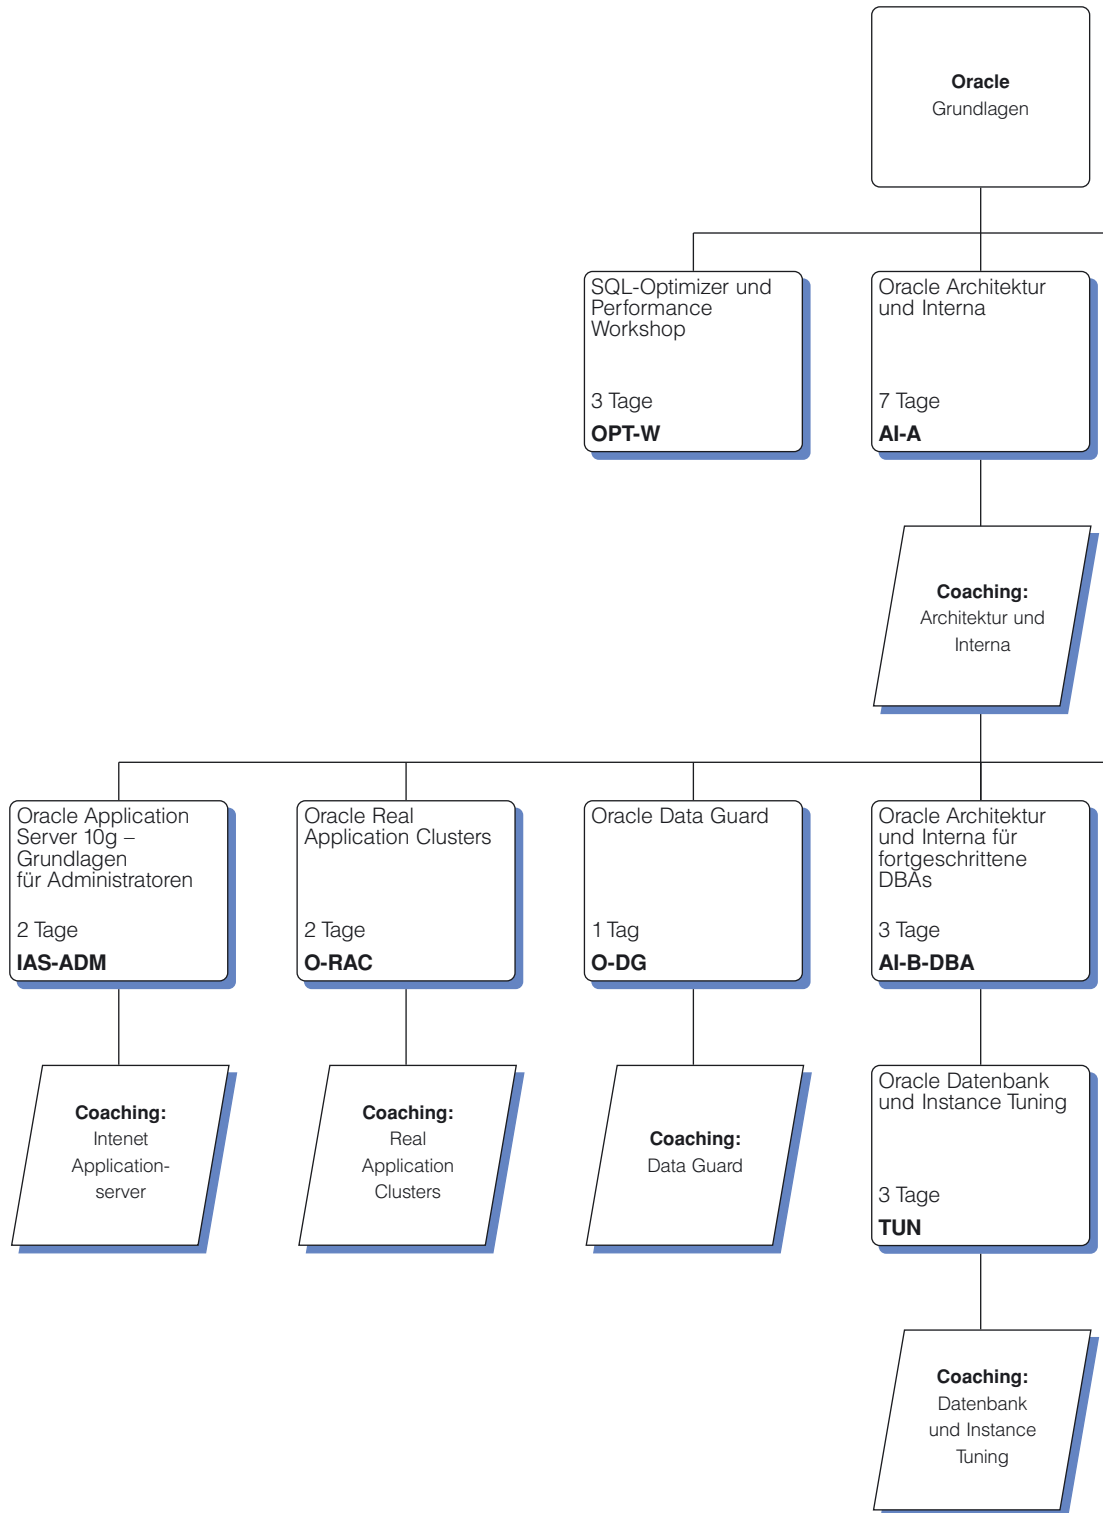 Oracle
Grundlagen
SQL-Optimizer und
Performance
Workshop
3 Tage
OPT-W
Oracle Architektur
und Interna
7 Tage
AI-A
Coaching:
Architektur und
Interna
Oracle Application
Server 10g –
Grundlagen
für Administratoren
2 Tage
IAS-ADM
Oracle Real
Application Clusters
2 Tage
O-RAC
Oracle Data Guard
1 Tag
O-DG
Oracle Architektur
und Interna für
fortgeschrittene
DBAs
3 Tage
AI-B-DBA
Coaching:
Intenet
Application-
server
Coaching:
Real
Application
Clusters
Coaching:
Data Guard
Oracle Datenbank
und Instance Tuning
3 Tage
TUN
Coaching:
Datenbank
und Instance
Tuning